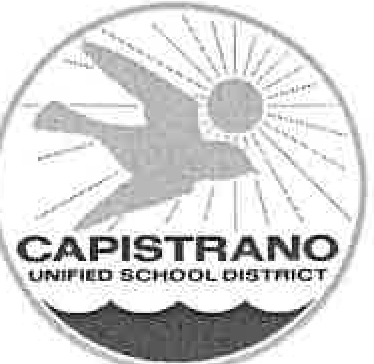 CAPISTRANO
UNIFIED SCHOOL DISTRICT